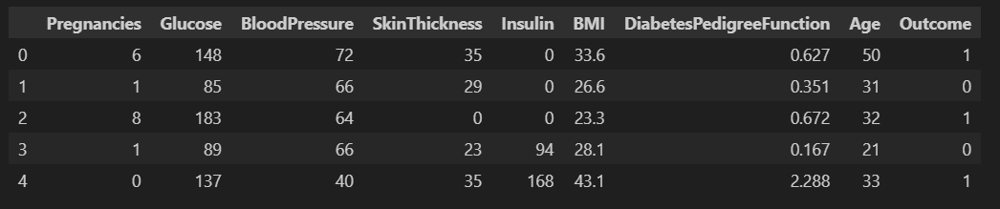 Pregnancies Glucose BloodPressure SkinThickness Insulin BMI DiabetesPedigreeFunction Age Outcome
0 6 148 72 35 0 33.6 0.627 50 1
1 1 85 66 29 0 26.6 0.351 31 0
2 8 183 64 0 0 23.3 0.672 32 1
3 1 89 66 23 94 28.1 0.167 21 0
4 0 137 40 35 168 43.1 2.288 33 1